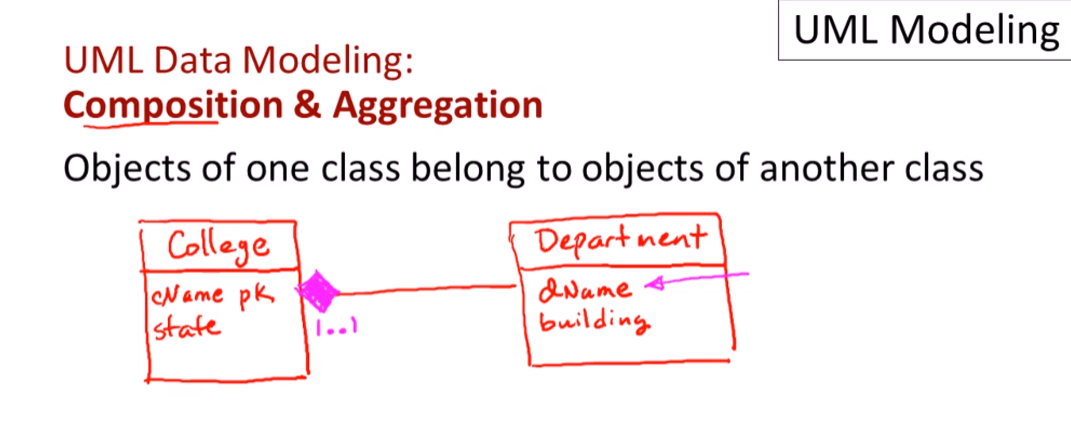 UML Modeling
UML Data Modeling:
Composition & Aggregation
Objects of one class belong to objects of another class
College
cName pk
state
1..1
Department
dName
building